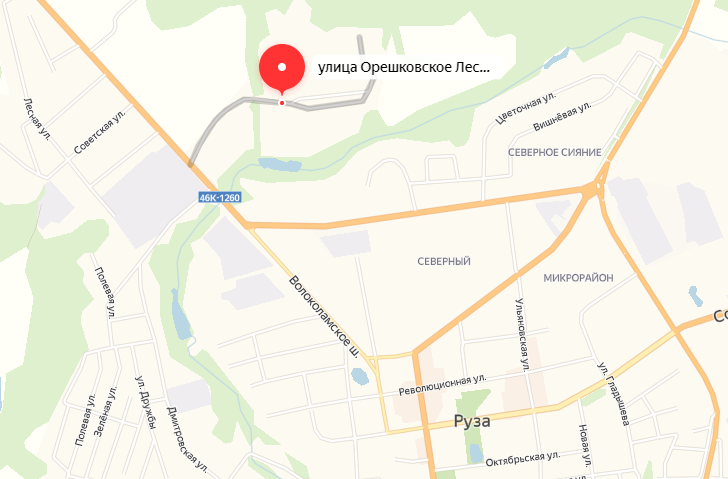 улица Орешковское Лес...
Лесная ул.
Советская ул.
Цветочная ул.
Вишнёвая ул.
СЕВЕРНОЕ СИЯНИЕ
46К-1260
СЕВЕРНЫЙ
МИКРОРАЙОН
Полевая ул.
Волоколамское ш.
Ульяновская ул.
Со
Революционная ул.
ул. Гладышева
Полевая ул.
Зелёная ул.
ул. Дружбы
Дмитровская ул.
Руза
Новая ул.
Октябрьская ул.